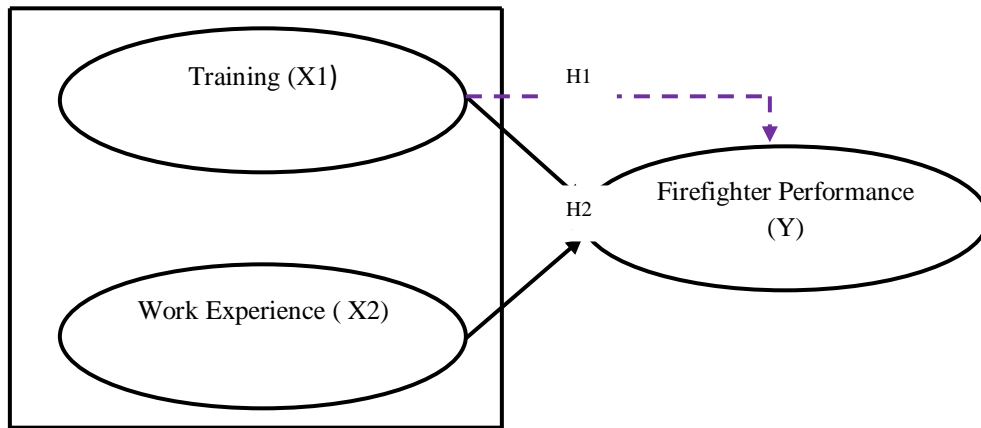 Training (X1)
H1
Firefighter Performance
(Y)
H2
Work Experience ( X2)